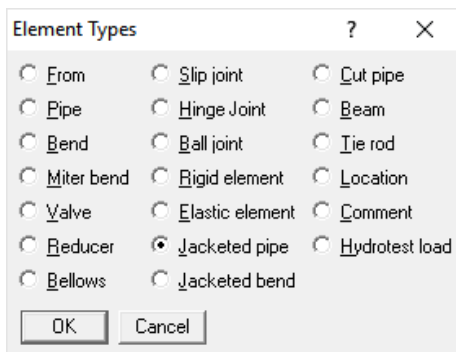 Element Types ? ×
From Slip joint Cut pipe
Pipe Hinge Joint Beam
Bend Ball joint Tie rod
Miter bend Rigid element Location
Valve Elastic element Comment
Reducer Jacketed pipe Hydrotest load
Bellows Jacketed bend
OK Cancel